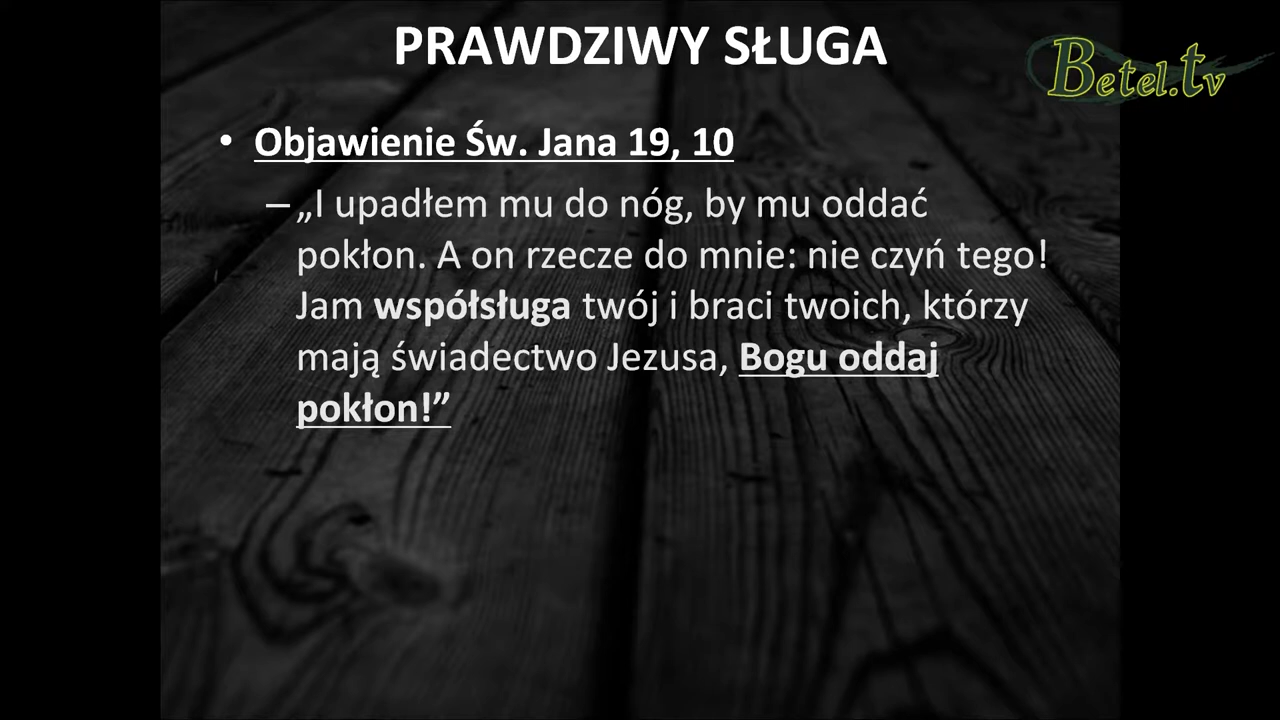 PRAWDZIWY SŁUGA
Betel.tv
• Objawienie Św. Jana 19, 10
– „I upadłem mu do nóg, by mu oddać
pokłon. A on rzecze do mnie: nie czyń tego!
Jam współsługa twój i braci twoich, którzy
mają świadectwo Jezusa, Bogu oddaj
pokłon!”